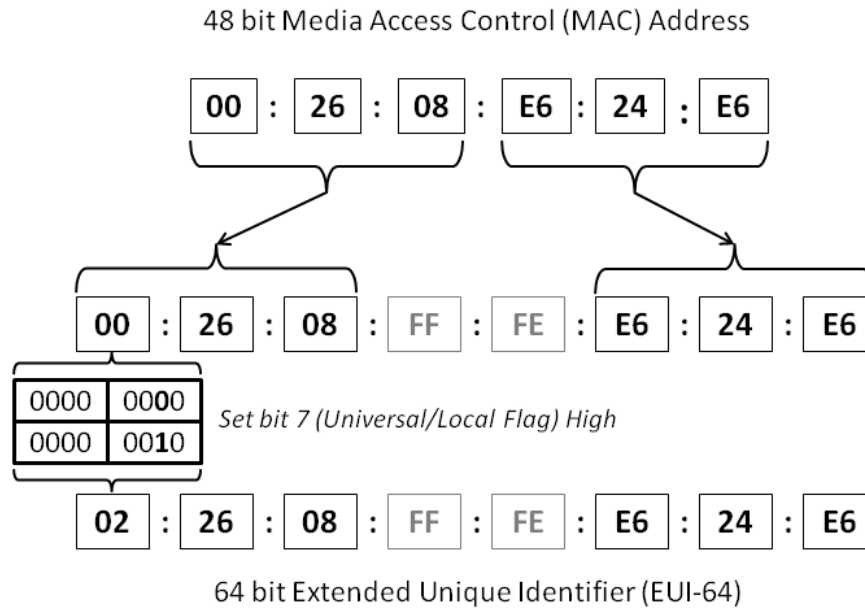 48 bit Media Access Control (MAC) Address
00 : 26 : 08 : E6 : 24 : E6
00 : 26 : 08 : FF : FE : E6 : 24 : E6
0000 0000
Set bit 7 (Universal/Local Flag) High
0000 0010
02 : 26 : 08 : FF : FE : E6 : 24 : E6
64 bit Extended Unique Identifier (EUI-64)